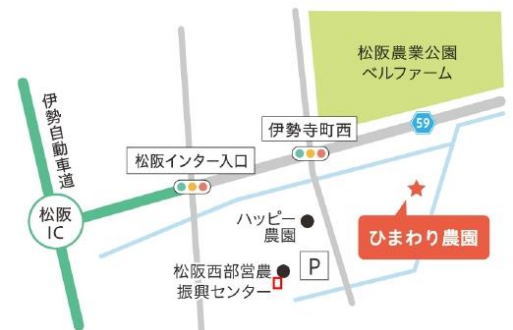 松阪農業公園
ベルファーム
伊勢自動車道
59
伊勢寺町西
松阪インター入口
松阪
IC
ハッピー
農園
ひまわり農園
松阪西部営農
振興センター
P